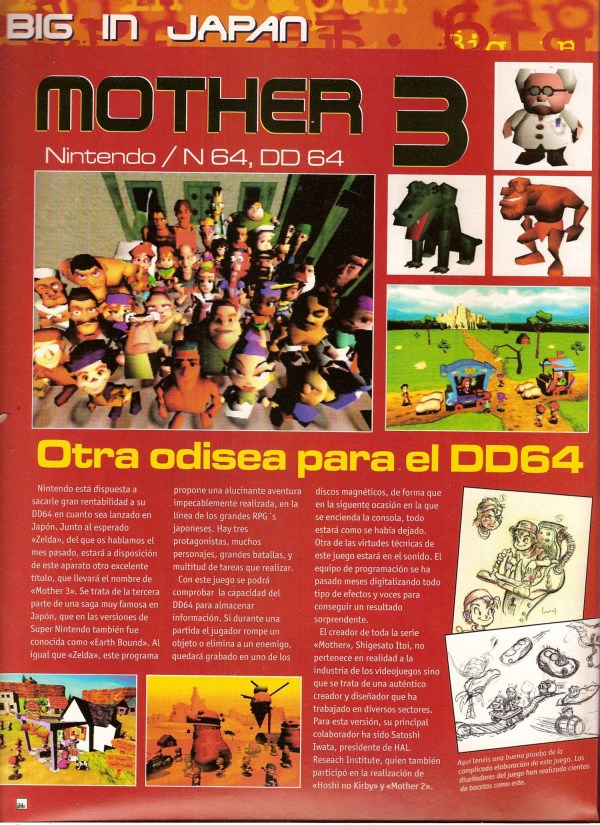 BIG IN JAPAN
MOTHER 3
Nintendo / N 64, DD 64
Otra odisea para el DD64
Nintendo está dispuesta a
sacarle gran rentabilidad a su
DD64 en cuanto sea lanzado en
Japón. Junto al esperado
«Zelda», del que os hablamos el
mes pasado, estará a disposición
de este aparato otro excelente
título, que llevará el nombre de
«Mother 3». Se trata de la tercera
parte de una saga muy famosa en
Japón, que en las versiones de
Super Nintendo también fue
conocida como «Earth Bound». Al
igual que «Zelda», este programa
propone una alucinante aventura
impecablemente realizada, en la
línea de los grandes RPG´s
japoneses. Hay tres
protagonistas, muchos
personajes, grandes batallas, y
multitud de tareas que realizar.
Con este juego se podrá
comprobar la capacidad del
DD64 para almacenar
información. Si durante una
partida el jugador rompe un
objeto o elimina a un enemigo,
quedará grabado en uno de los
discos magnéticos, de forma que
en la siguente ocasión en la que
se encienda la consola, todo
estará como se había dejado.
Otra de las virtudes técnicas de
este juego estará en el sonido. El
equipo de programación se ha
pasado meses digitalizando todo
tipo de efectos y voces para
conseguir un resultado
sorprendente.
El creador de toda la serie
«Mother», Shigesato Itoi, no
pertenece en realidad a la
industria de los videojuegos sino
que se trata de una auténtico
creador y diseñador que ha
trabajado en diversos sectores.
Para esta versión, su principal
colaborador ha sido Satoshi
Iwata, presidente de HAL
Reseach Institute, quien también
participó en la realización de
«Hoshi no Kirby» y «Mother 2».
Lucas
Aquí tenéis una buena prueba de la
complicada elaboración de este juego. Los
diseñadores del juego han realizado cientos
de bocetos como este.